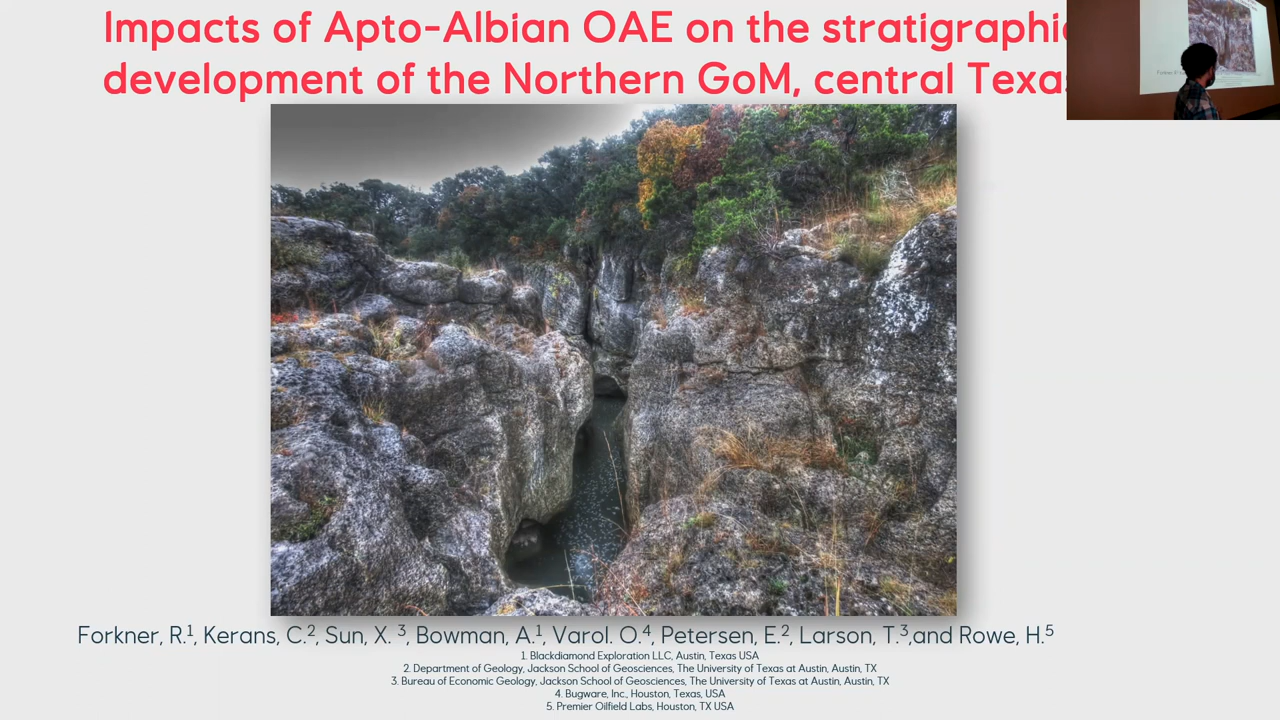 Impacts of Apto-Albian OAE on the stratigraphic
development of the Northern GoM, central Texas
Forkner, R.¹, Kerans, C.², Sun, X. ³, Bowman, A.¹, Varol. O.⁴, Petersen, E.², Larson, T.³,and Rowe, H.⁵
1. Blackdiamond Exploration LLC, Austin, Texas USA
2. Department of Geology, Jackson School of Geosciences, The University of Texas at Austin, Austin, TX
3. Bureau of Economic Geology, Jackson School of Geosciences, The University of Texas at Austin, Austin, TX
4. Bugware, Inc., Houston, Texas, USA
5. Premier Oilfield Labs, Houston, TX USA